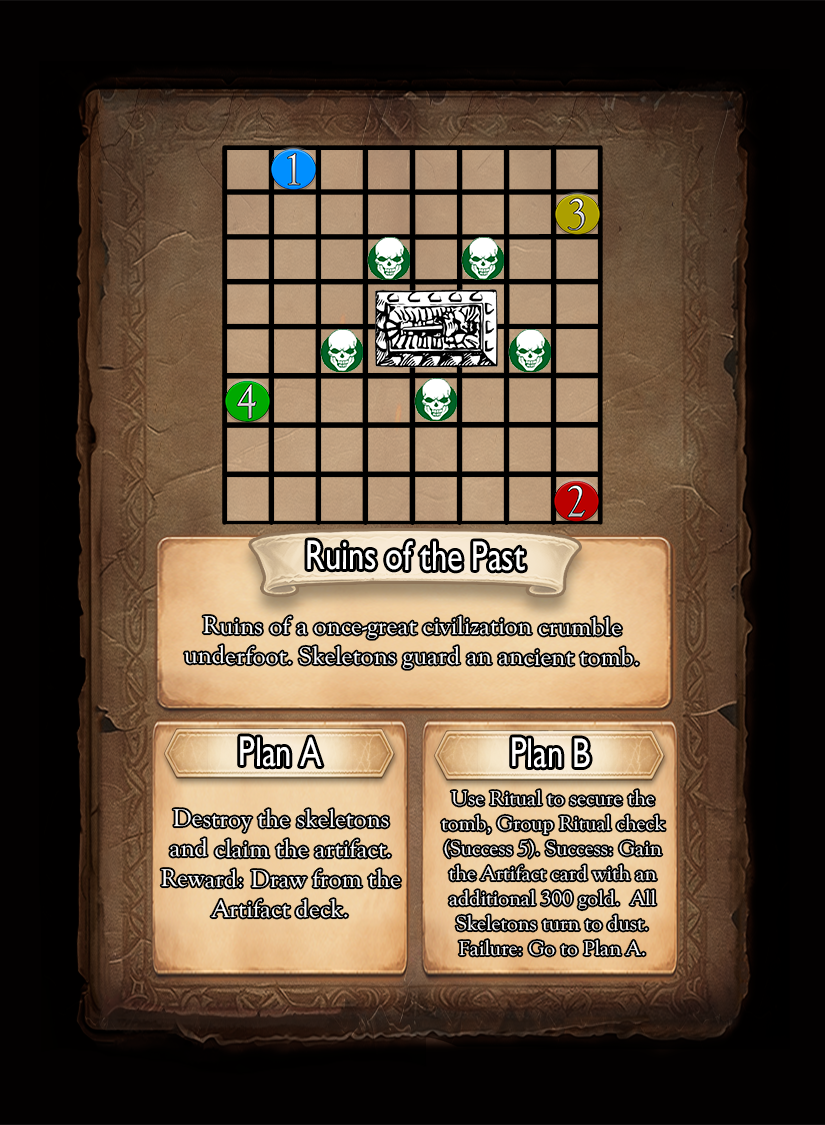 1
3
4
2
Ruins of the Past
Ruins of a once-great civilization crumble
underfoot. Skeletons guard an ancient tomb.
Plan A
Destroy the skeletons
and claim the artifact.
Reward: Draw from the
Artifact deck.
Plan B
Use Ritual to secure the
tomb, Group Ritual check
(Success 5). Success: Gain
the Artifact card with an
additional 300 gold.  All
Skeletons turn to dust.
Failure: Go to Plan A.